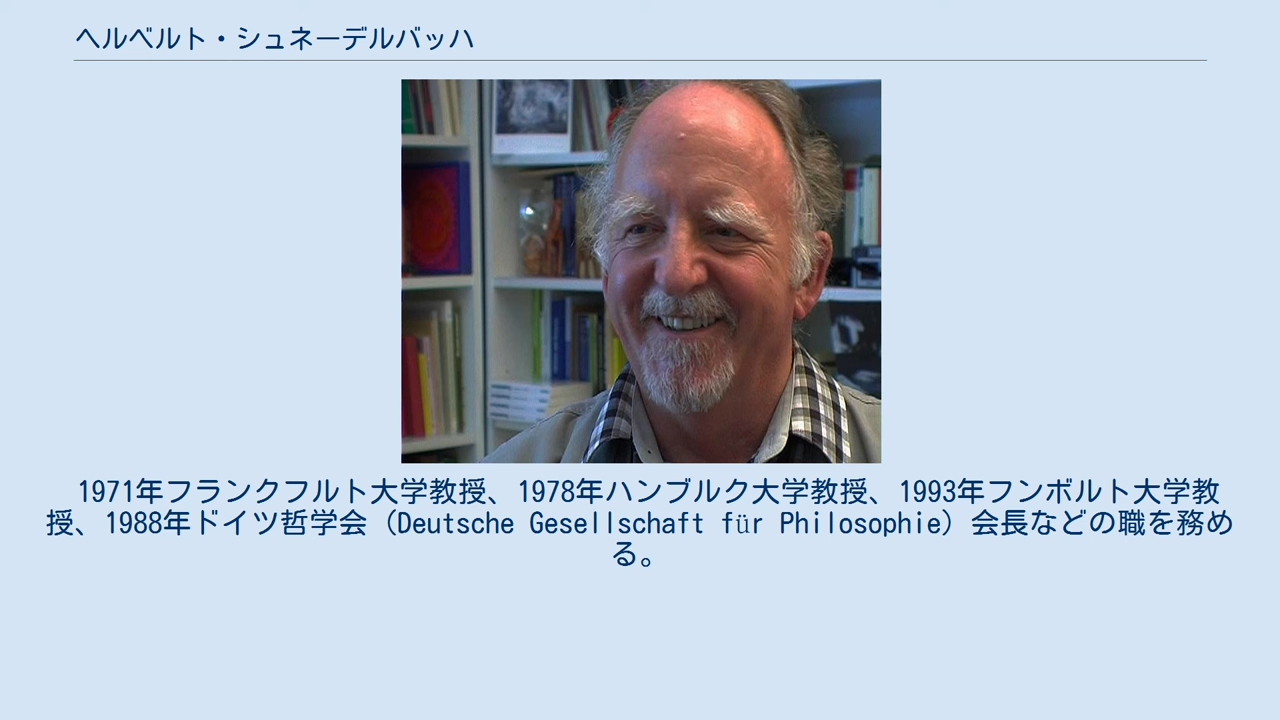 ヘルベルト・シュネーデルバッハ
1971年フランクフルト大学教授、1978年ハンブルク大学教授、1993年フンボルト大学教
授、1988年ドイツ哲学会（Deutsche Gesellschaft für Philosophie）会長などの職を務め
る。